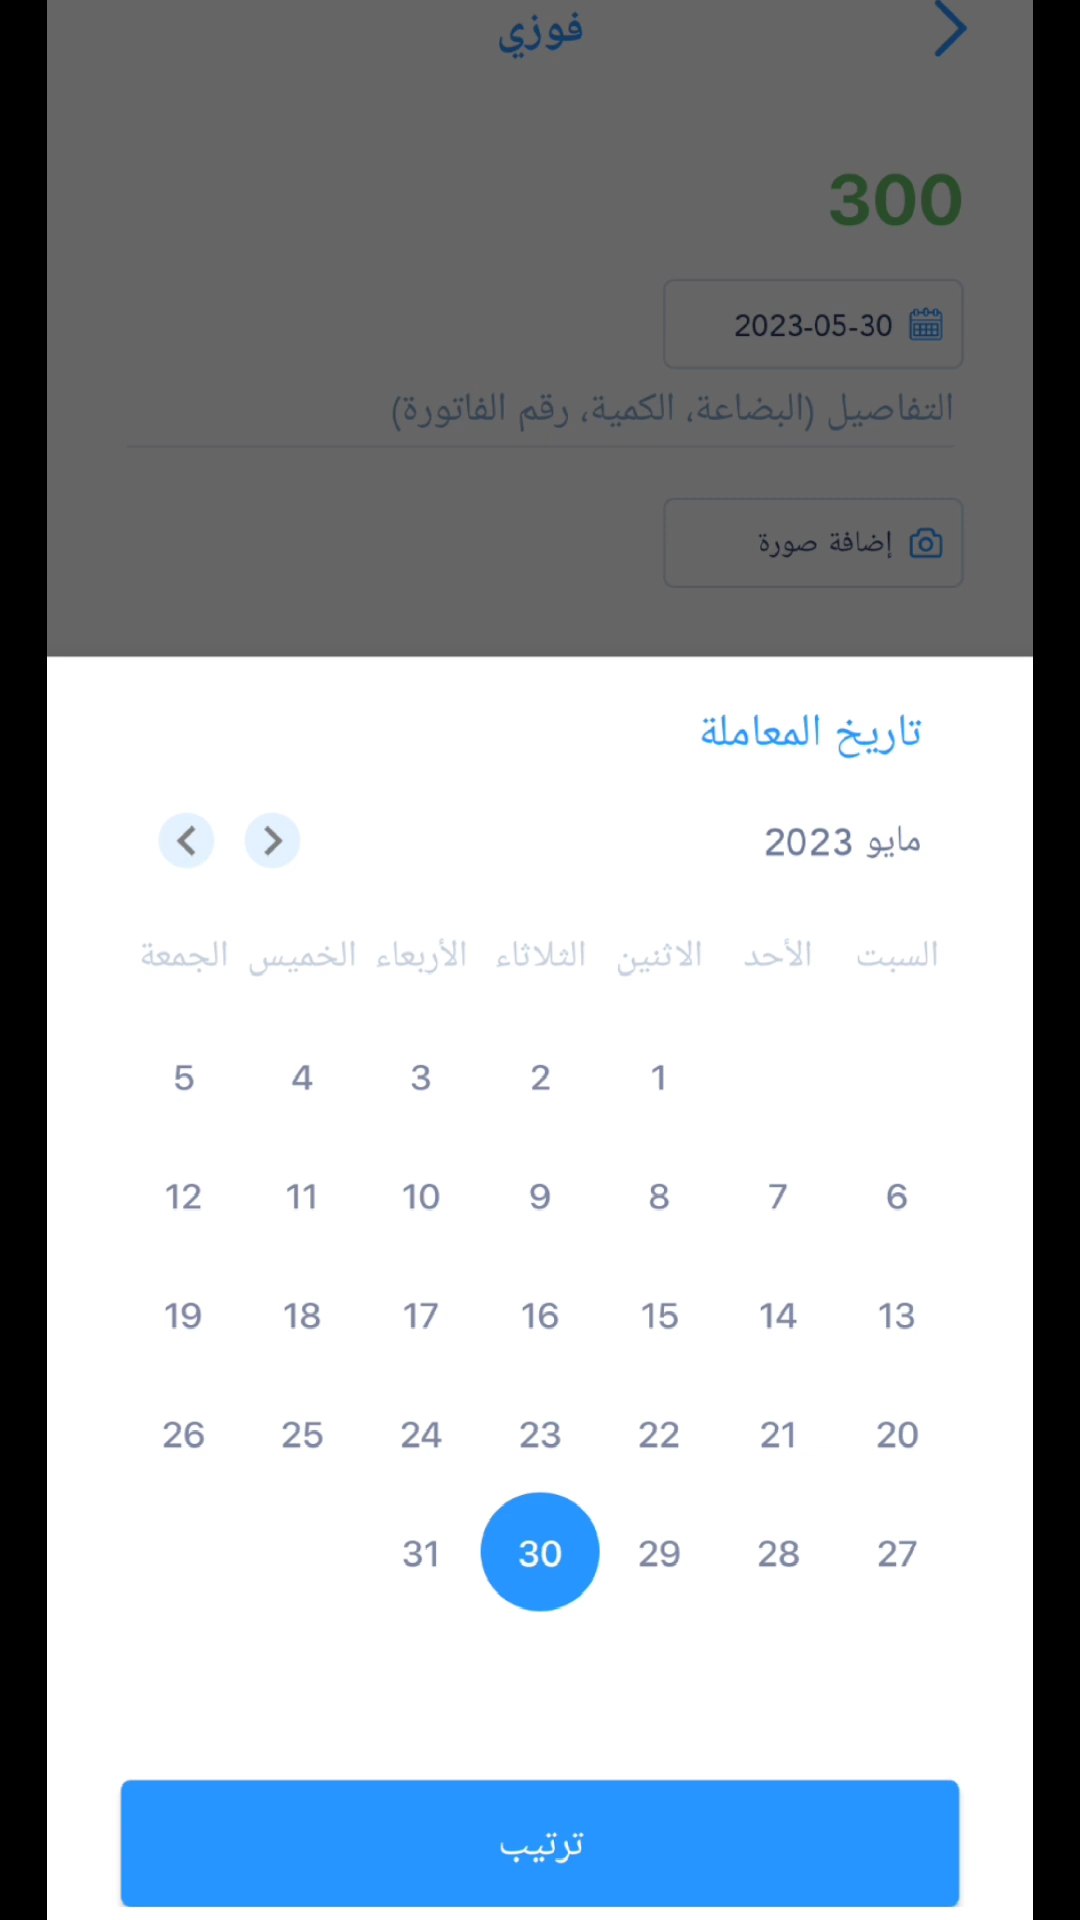 فوزي
300
2023-05-30
التفاصيل (البضاعة، الكمية، رقم الفاتورة)
إضافة صورة
تاريخ المعاملة
مايو 2023
السبت الأحد الاثنين الثلاثاء الأربعاء الخميس الجمعة
1 2 3 4 5
6 7 8 9 10 11 12
13 14 15 16 17 18 19
20 21 22 23 24 25 26
27 28 29 30 31
ترتيب